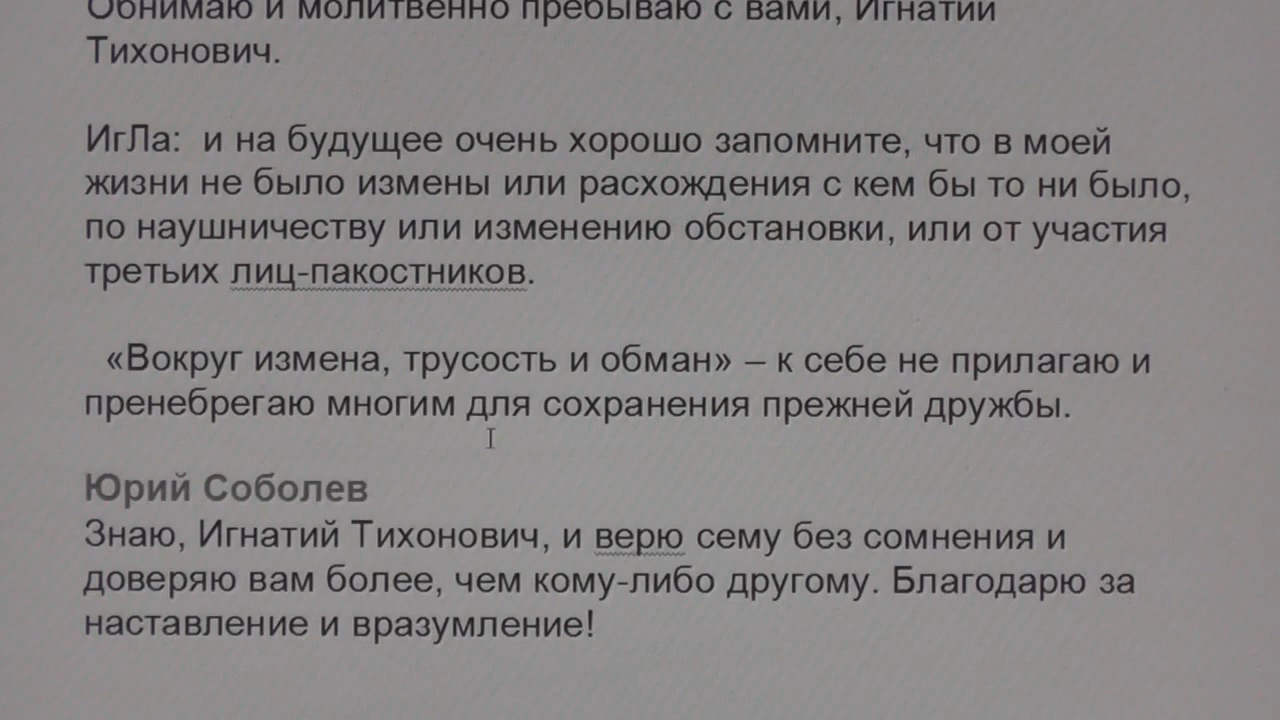 Обнимаю и молитвенно пребываю с вами, Игнатий
Тихонович.
ИгЛа:  и на будущее очень хорошо запомните, что в моей
жизни не было измены или расхождения с кем бы то ни было,
по наушничеству или изменению обстановки, или от участия
третьих лиц-пакостников.
«Вокруг измена, трусость и обман» – к себе не прилагаю и
пренебрегаю многим для сохранения прежней дружбы.
Юрий Соболев
Знаю, Игнатий Тихонович, и верю сему без сомнения и
доверяю вам более, чем кому-либо другому. Благодарю за
наставление и вразумление!